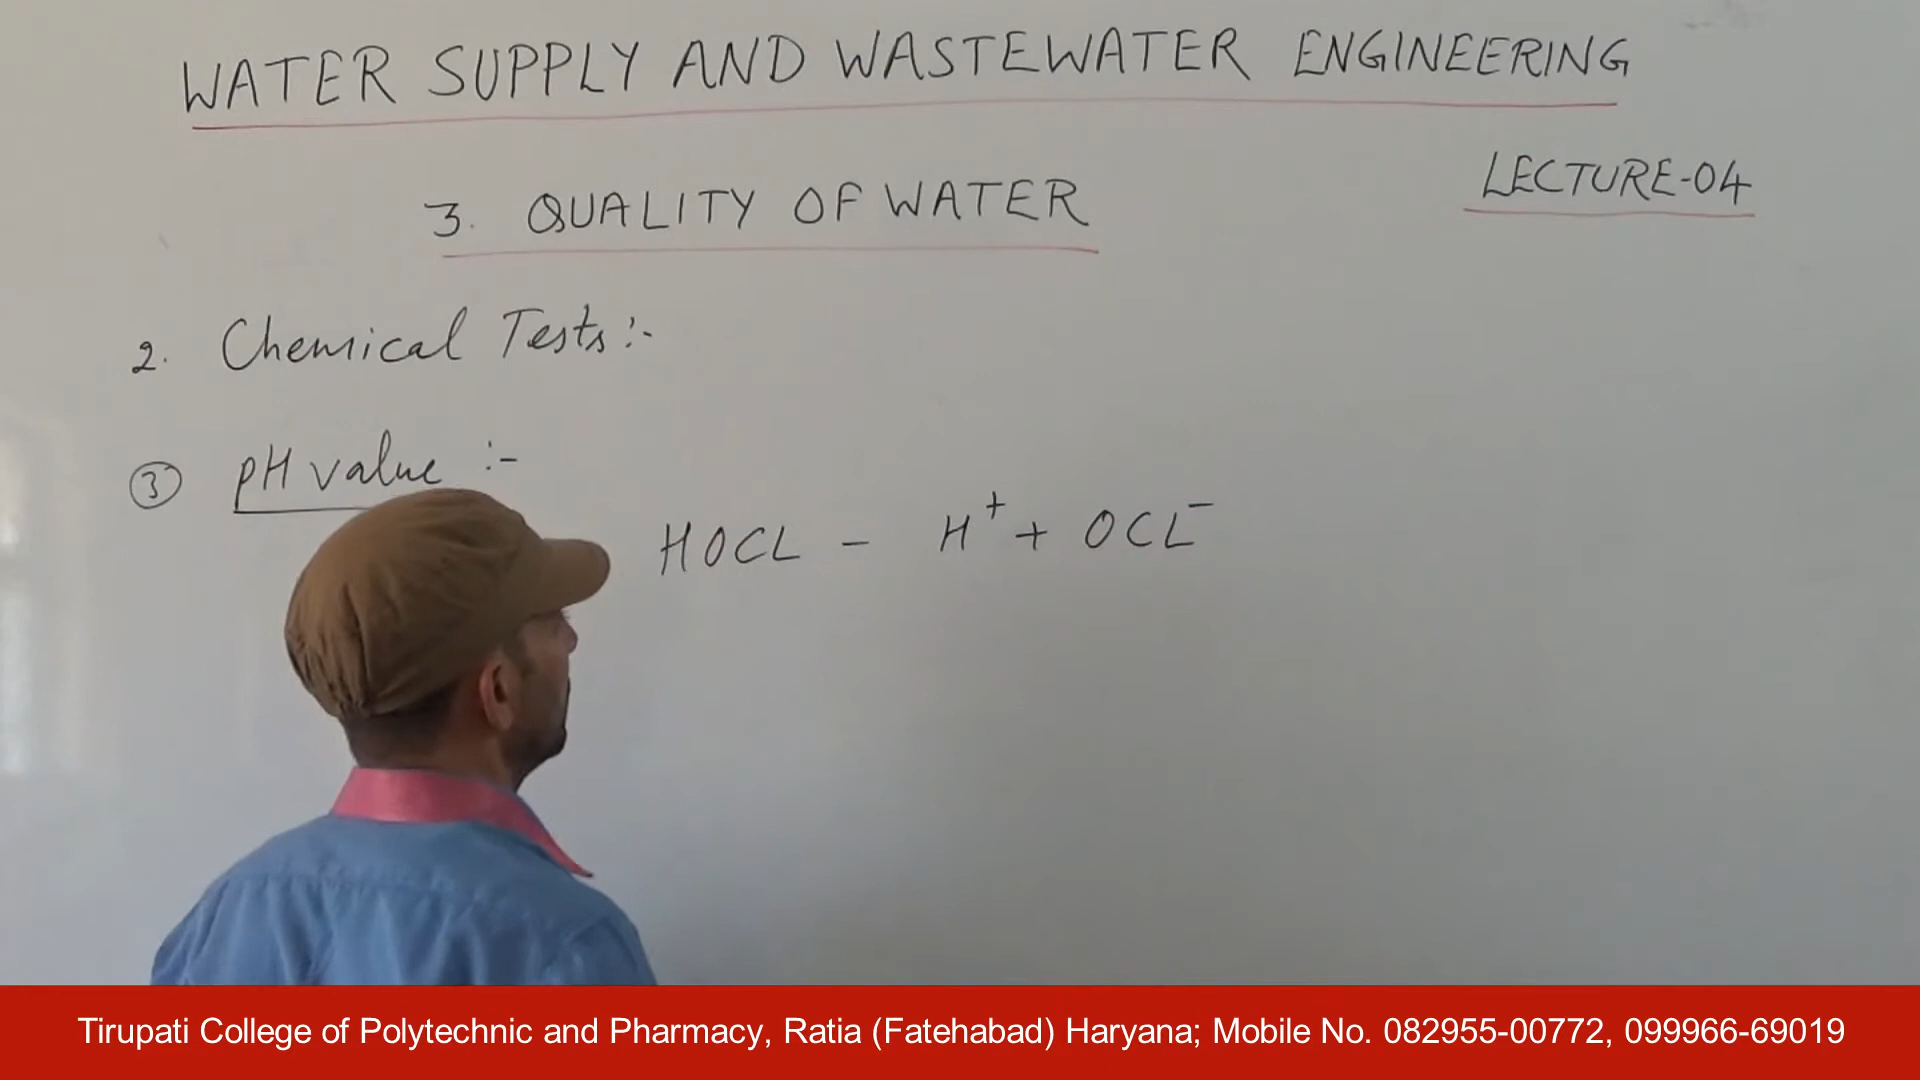 WATER SUPPLY AND WASTEWATER ENGINEERING
LECTURE-04
3. QUALITY OF WATER
2. Chemical Tests :-
③ pH value :-
HOCL - H⁺ + OCL⁻
Tirupati College of Polytechnic and Pharmacy, Ratia (Fatehabad) Haryana; Mobile No. 082955-00772, 099966-69019